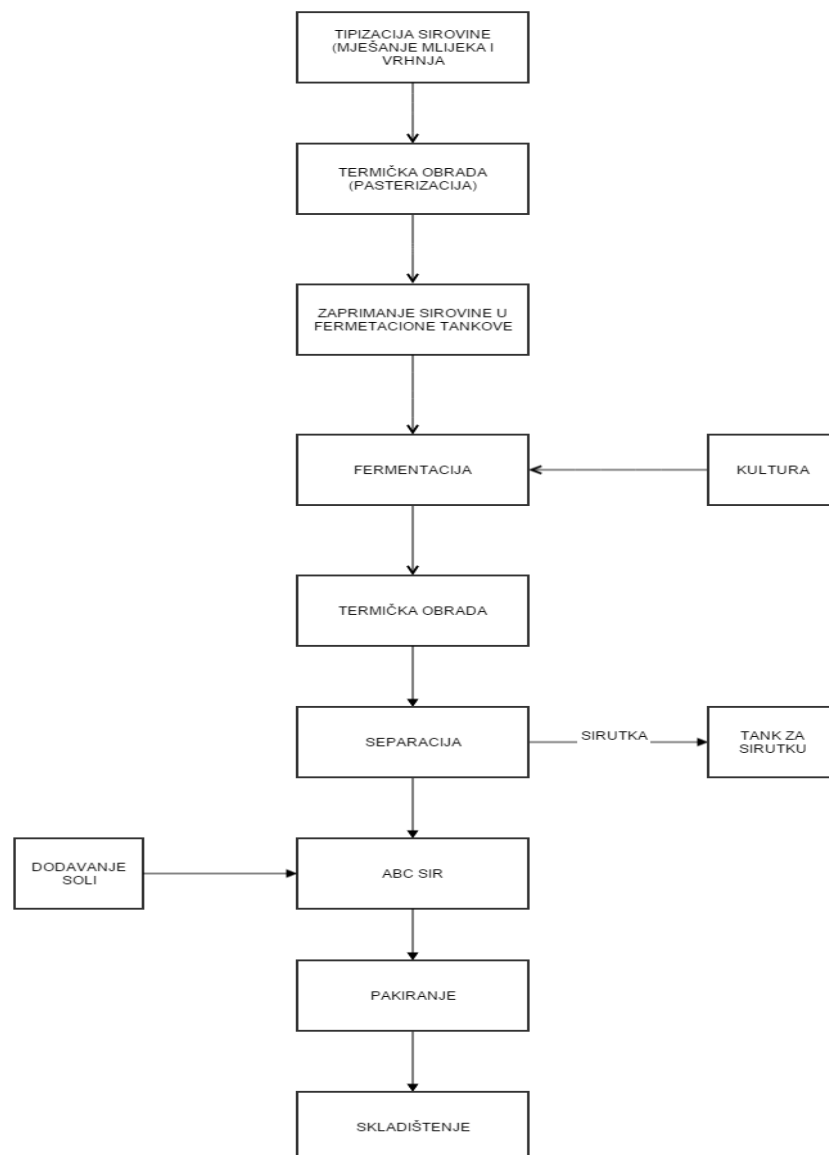 TIPIZACIJA SIROVINE
(MJEŠANJE MLIJEKA I
VRHNJA
TERMIČKA OBRADA
(PASTERIZACIJA)
ZAPRIMANJE SIROVINE U
FERMETACIONE TANKOVE
FERMENTACIJA
KULTURA
TERMIČKA OBRADA
SEPARACIJA
SIRUTKA
TANK ZA
SIRUTKU
DODAVANJE
SOLI
ABC SIR
PAKIRANJE
SKLADIŠTENJE